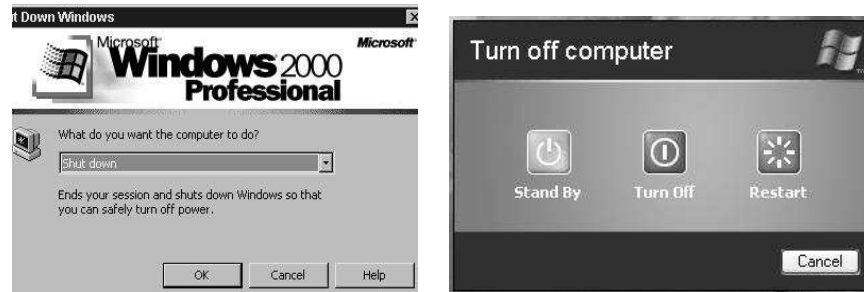 t Down Windows
Microsoft
Windows 2000
Professional
Microsoft
What do you want the computer to do?
Shut down
Ends your session and shuts down Windows so that
you can safely turn off power.
OK Cancel Help
Turn off computer
Stand By Turn Off Restart
Cancel